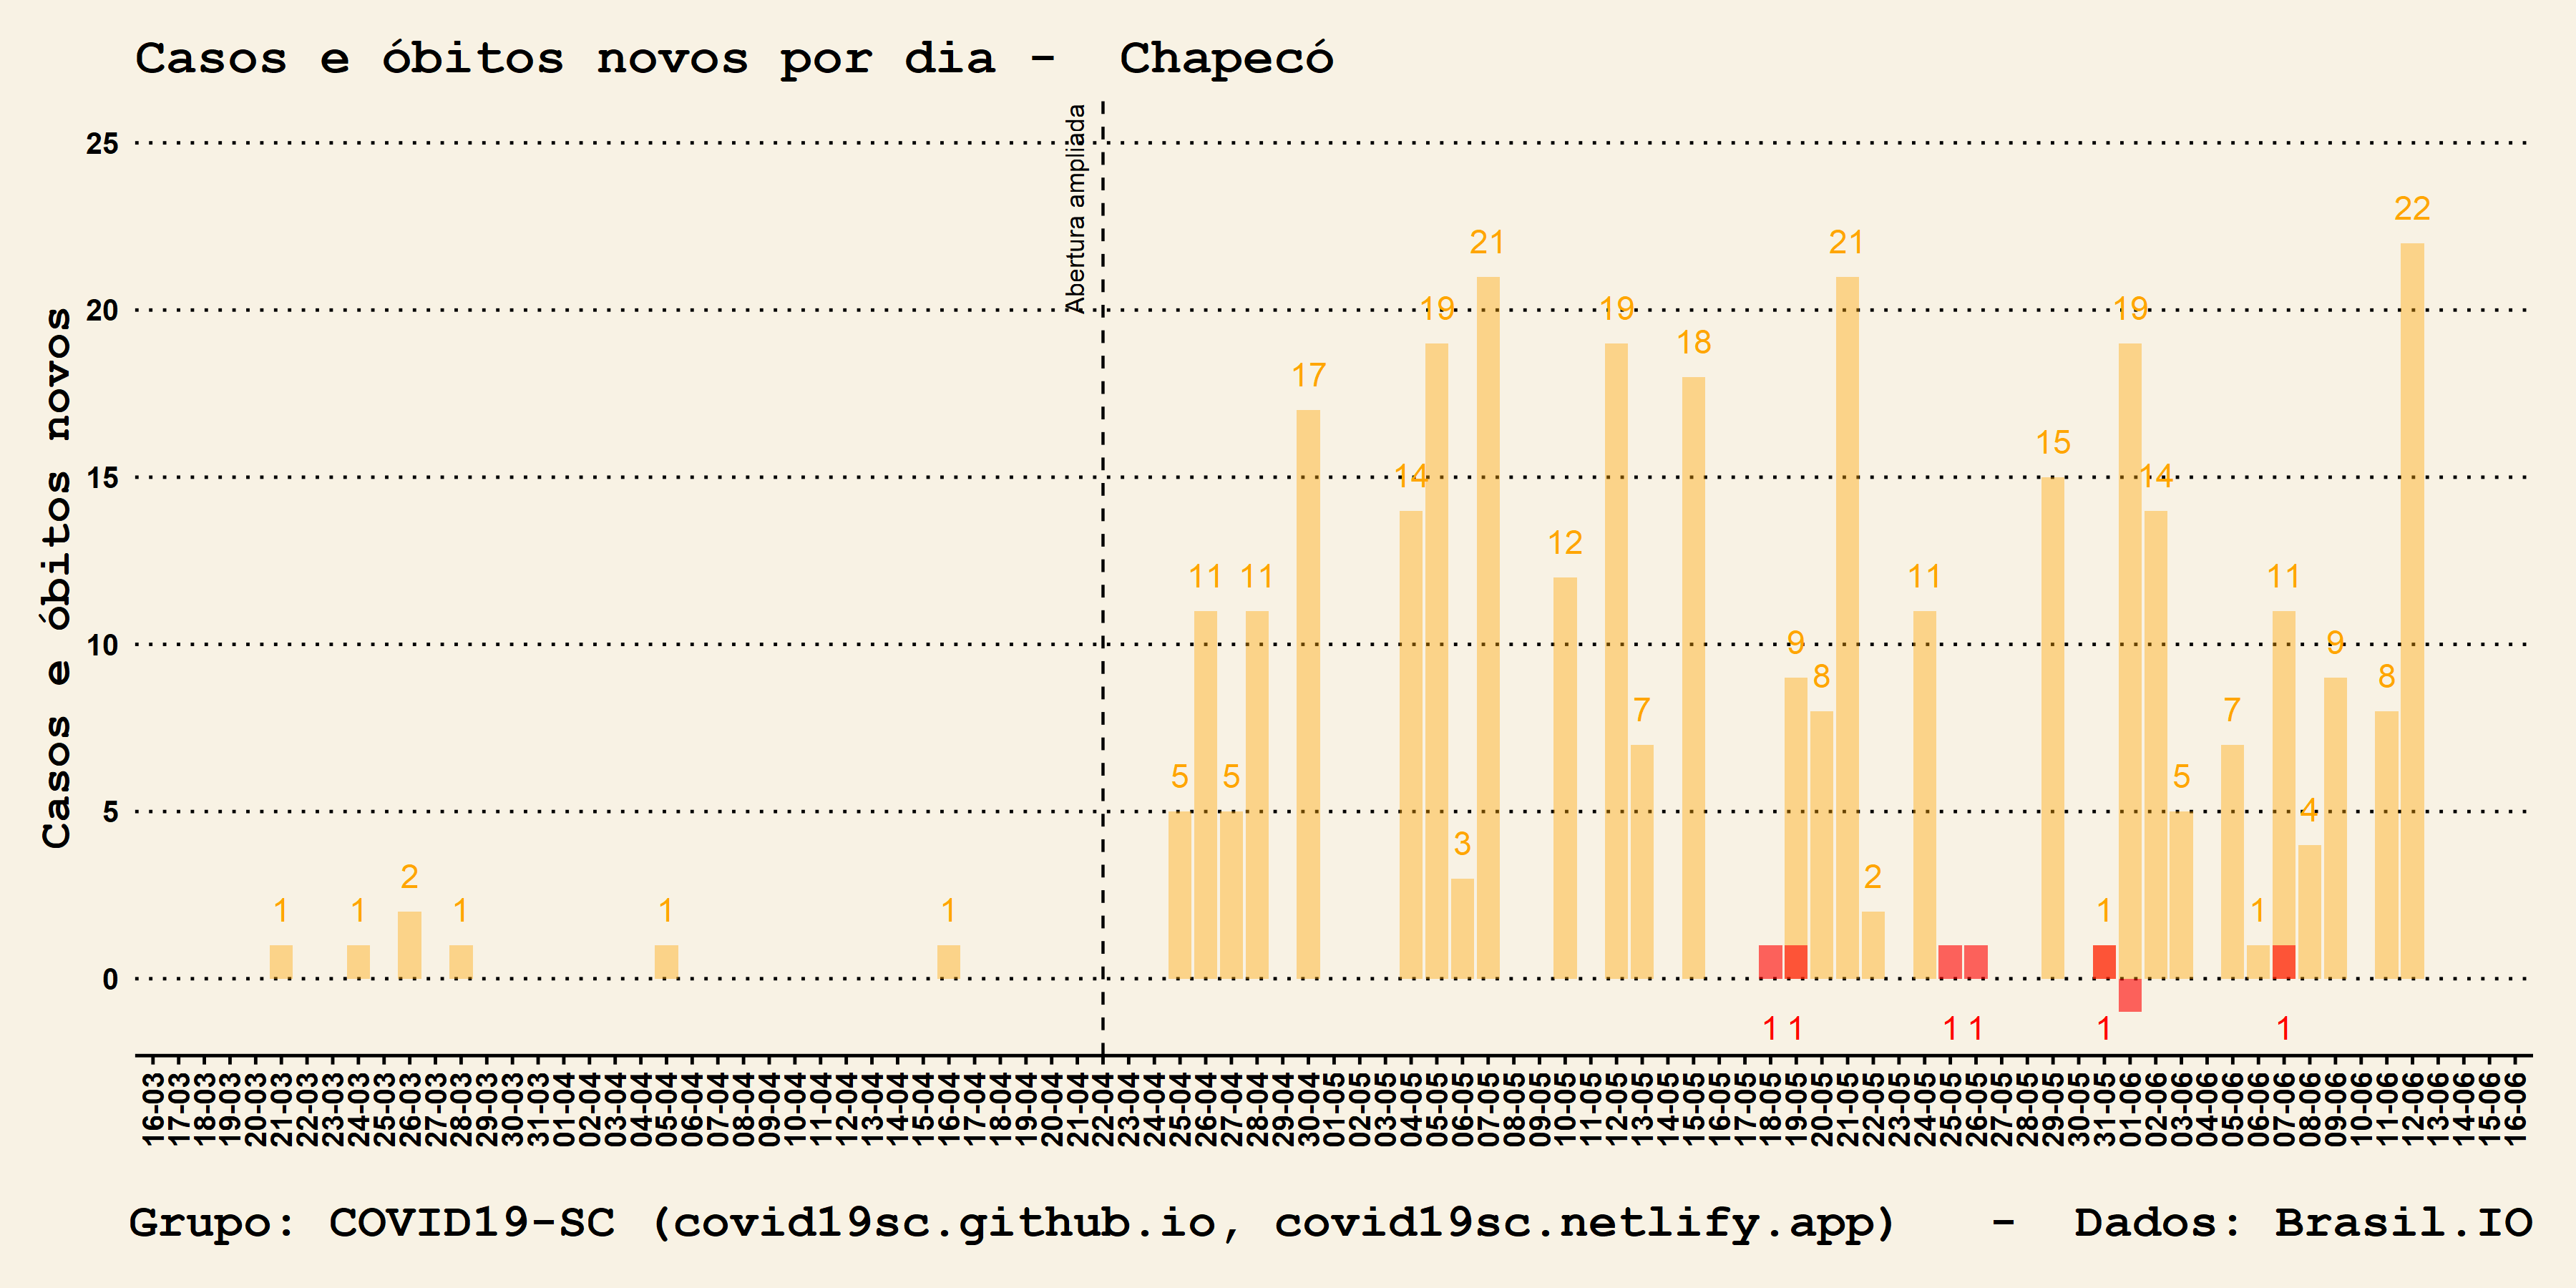 Casos e óbitos novos por dia -  Chapecó
Abertura ampliada
Casos e óbitos novos
25
20
15
10
5
0
1 1 2 1 1 1 5 11 5 11 17 14 19 3 21 12 19 7 18 9 8 21 2 11 15 1 19 14 5 7 1 11 4 9 8 22
1 1 1 1 1 1
16-03 17-03 18-03 19-03 20-03 21-03 22-03 23-03 24-03 25-03 26-03 27-03 28-03 29-03 30-03 31-03 01-04 02-04 03-04 04-04 05-04 06-04 07-04 08-04 09-04 10-04 11-04 12-04 13-04 14-04 15-04 16-04 17-04 18-04 19-04 20-04 21-04 22-04 23-04 24-04 25-04 26-04 27-04 28-04 29-04 30-04 01-05 02-05 03-05 04-05 05-05 06-05 07-05 08-05 09-05 10-05 11-05 12-05 13-05 14-05 15-05 16-05 17-05 18-05 19-05 20-05 21-05 22-05 23-05 24-05 25-05 26-05 27-05 28-05 29-05 30-05 31-05 01-06 02-06 03-06 04-06 05-06 06-06 07-06 08-06 09-06 10-06 11-06 12-06 13-06 14-06 15-06 16-06
Grupo: COVID19-SC (covid19sc.github.io, covid19sc.netlify.app)   -  Dados: Brasil.IO